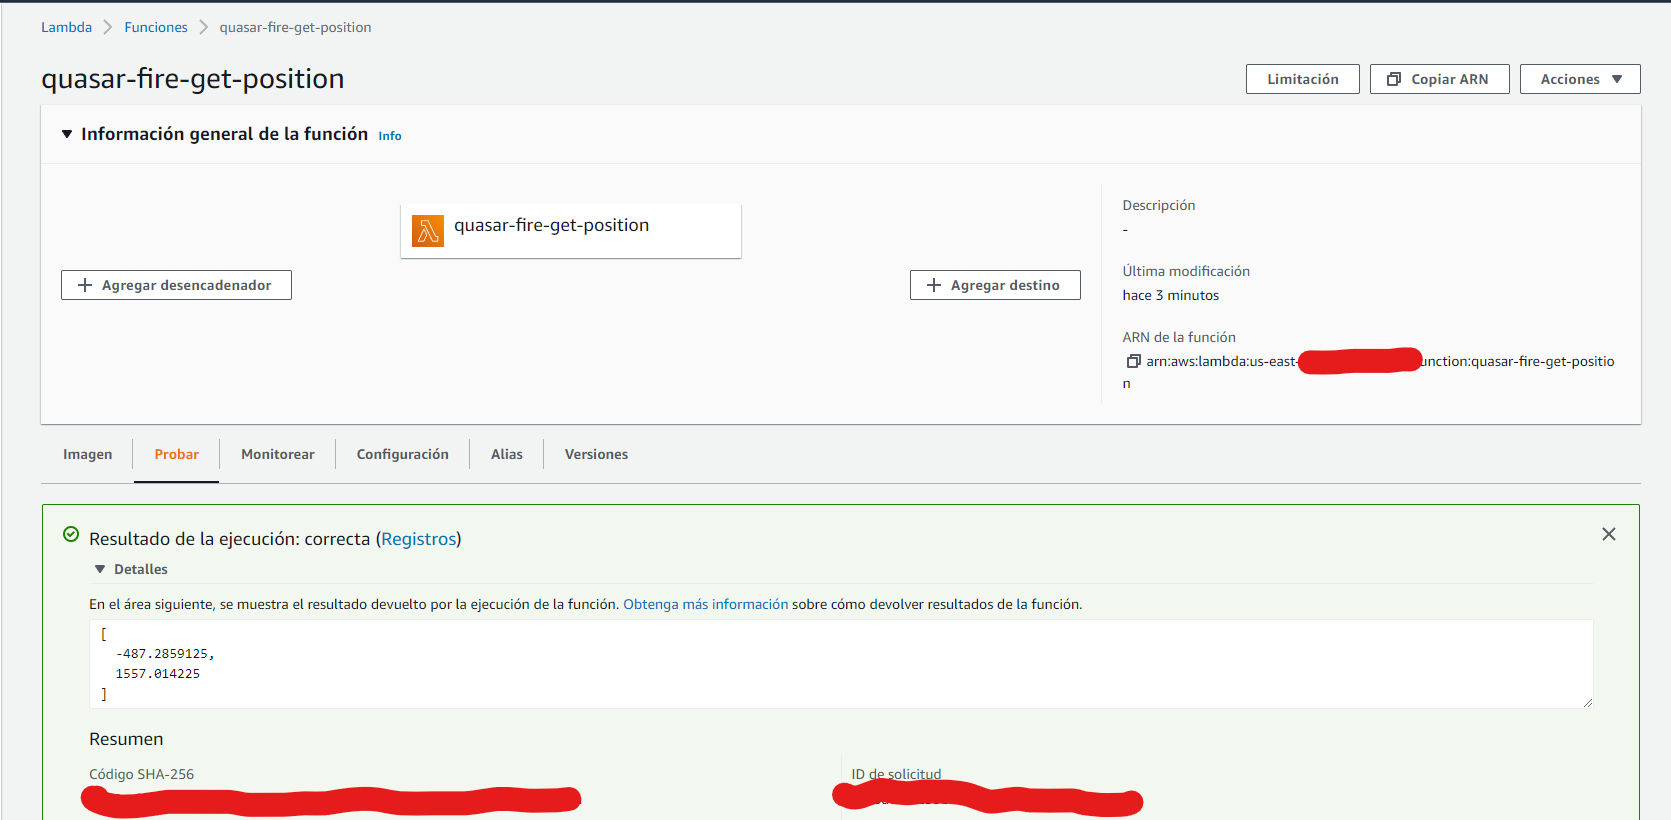 Lambda > Funciones > quasar-fire-get-position
quasar-fire-get-position
Limitación
Copiar ARN
Acciones
Información general de la función Info
quasar-fire-get-position
Agregar desencadenador
Agregar destino
Descripción
-
Última modificación
hace 3 minutos
ARN de la función
arn:aws:lambda:us-east- unction:quasar-fire-get-positio
n
Imagen
Probar
Monitorear
Configuración
Alias
Versiones
Resultado de la ejecución: correcta (Registros)
Detalles
En el área siguiente, se muestra el resultado devuelto por la ejecución de la función. Obtenga más información sobre cómo devolver resultados de la función.
[
-487.2859125,
1557.014225
]
Resumen
Código SHA-256
ID de solicitud